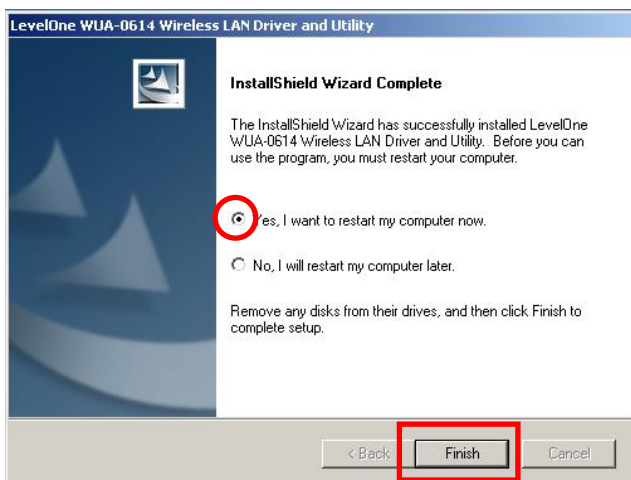 LevelOne WUA-0614 Wireless LAN Driver and Utility
InstallShield Wizard Complete
The InstallShield Wizard has successfully installed LevelOne
WUA-0614 Wireless LAN Driver and Utility. Before you can
use the program, you must restart your computer.
Yes, I want to restart my computer now.
No, I will restart my computer later.
Remove any disks from their drives, and then click Finish to
complete setup.
< Back
Finish
Cancel